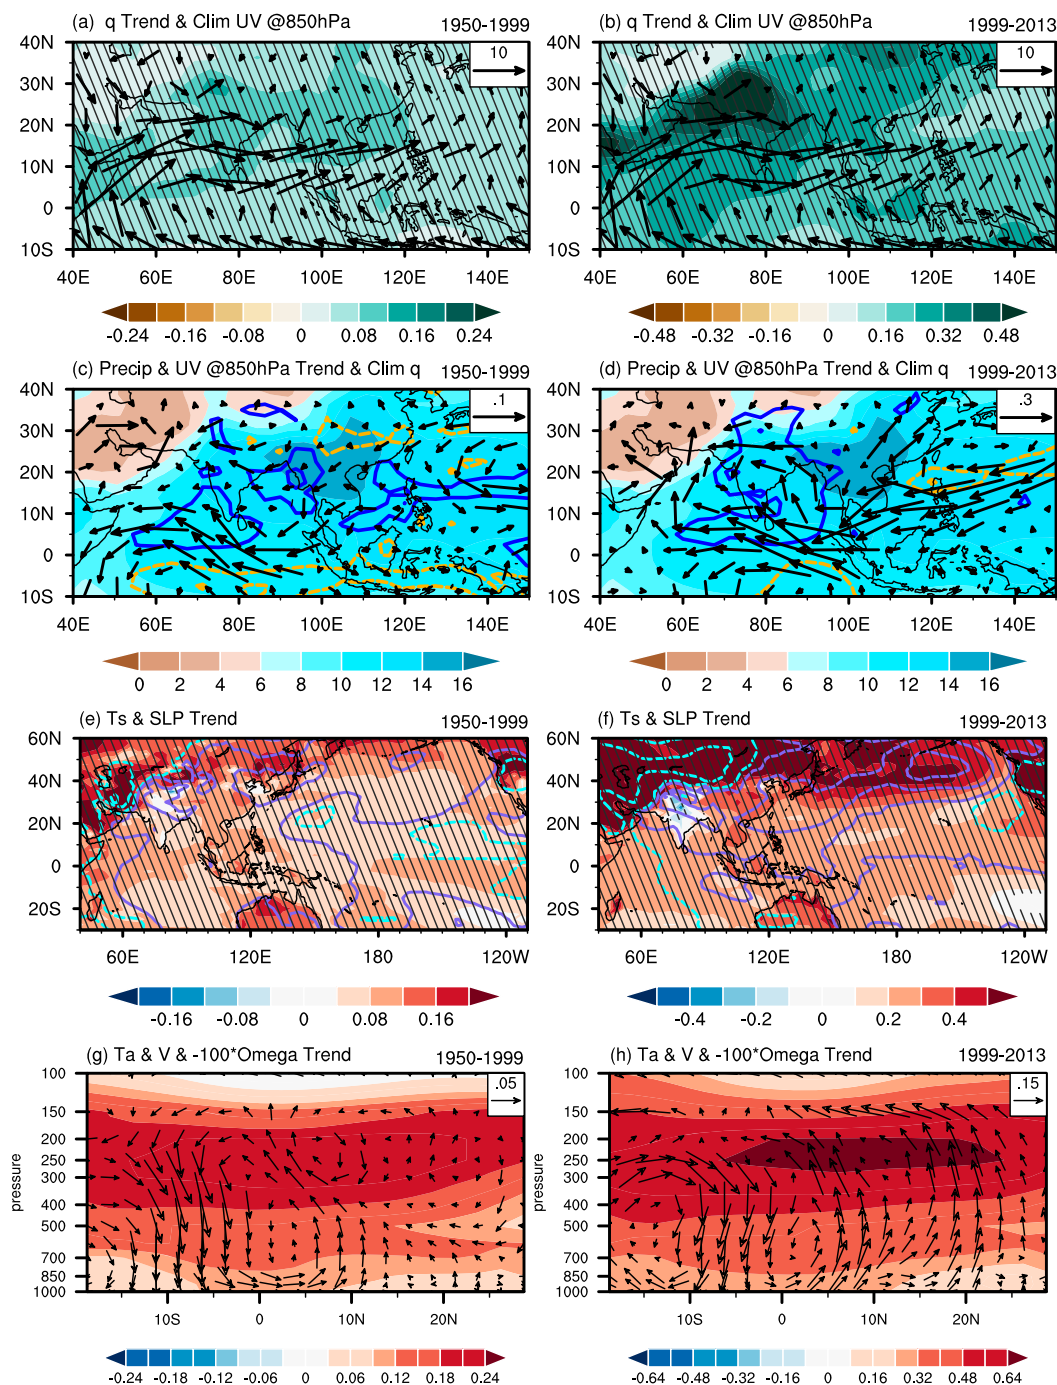 (a) q Trend & Clim UV @850hPa 1950-1999
10
40N
30N
20N
10N
0
10S
40E 60E 80E 100E 120E 140E
-0.24 -0.16 -0.08 0 0.08 0.16 0.24
(b) q Trend & Clim UV @850hPa 1999-2013
10
40N
30N
20N
10N
0
10S
40E 60E 80E 100E 120E 140E
-0.48 -0.32 -0.16 0 0.16 0.32 0.48
(c) Precip & UV @850hPa Trend & Clim q 1950-1999
.1
40N
30N
20N
10N
0
10S
40E 60E 80E 100E 120E 140E
0 2 4 6 8 10 12 14 16
(d) Precip & UV @850hPa Trend & Clim q 1999-2013
.3
40N
30N
20N
10N
0
10S
40E 60E 80E 100E 120E 140E
0 2 4 6 8 10 12 14 16
(e) Ts & SLP Trend 1950-1999
60N
40N
20N
0
20S
60E 120E 180 120W
-0.16 -0.08 0 0.08 0.16
(f) Ts & SLP Trend 1999-2013
60N
40N
20N
0
20S
60E 120E 180 120W
-0.4 -0.2 0 0.2 0.4
(g) Ta & V & -100*Omega Trend 1950-1999
.05
pressure
100
150
200
250
300
400
500
700
850
1000
10S 0 10N 20N
-0.24 -0.18 -0.12 -0.06 0 0.06 0.12 0.18 0.24
(h) Ta & V & -100*Omega Trend 1999-2013
.15
pressure
100
150
200
250
300
400
500
700
850
1000
10S 0 10N 20N
-0.64 -0.48 -0.32 -0.16 0 0.16 0.32 0.48 0.64